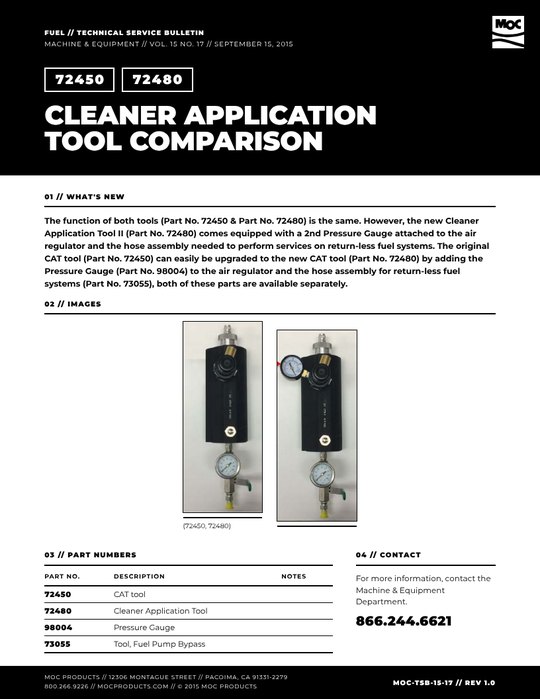 FUEL // TECHNICAL SERVICE BULLETIN
MACHINE & EQUIPMENT // VOL. 15 NO. 17 // SEPTEMBER 15, 2015
MOC
72450 72480
CLEANER APPLICATION
TOOL COMPARISON
01 // WHAT'S NEW
The function of both tools (Part No. 72450 & Part No. 72480) is the same. However, the new Cleaner
Application Tool II (Part No. 72480) comes equipped with a 2nd Pressure Gauge attached to the air
regulator and the hose assembly needed to perform services on return-less fuel systems. The original
CAT tool (Part No. 72450) can easily be upgraded to the new CAT tool (Part No. 72480) by adding the
Pressure Gauge (Part No. 98004) to the air regulator and the hose assembly for return-less fuel
systems (Part No. 73055), both of these parts are available separately.
02 // IMAGES
(72450, 72480)
03 // PART NUMBERS
PART NO. DESCRIPTION NOTES
72450 CAT tool
72480 Cleaner Application Tool
98004 Pressure Gauge
73055 Tool, Fuel Pump Bypass
04 // CONTACT
For more information, contact the
Machine & Equipment
Department.
866.244.6621
MOC PRODUCTS // 12306 MONTAGUE STREET // PACOIMA, CA 91331-2279
800.266.9226 // MOCPRODUCTS.COM // © 2015 MOC PRODUCTS
MOC-TSB-15-17 // REV 1.0